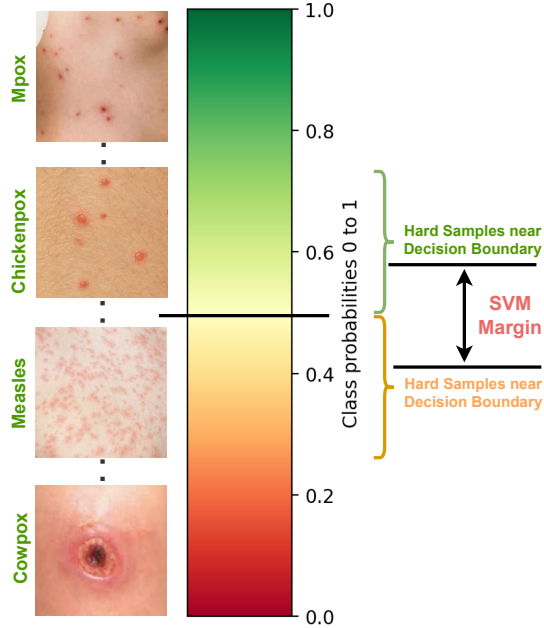 Mpox
Chickenpox
Measles
Cowpox
1.0
0.8
0.6
0.4
0.2
0.0
Class probabilities 0 to 1
Hard Samples near
Decision Boundary
SVM
Margin
Hard Samples near
Decision Boundary